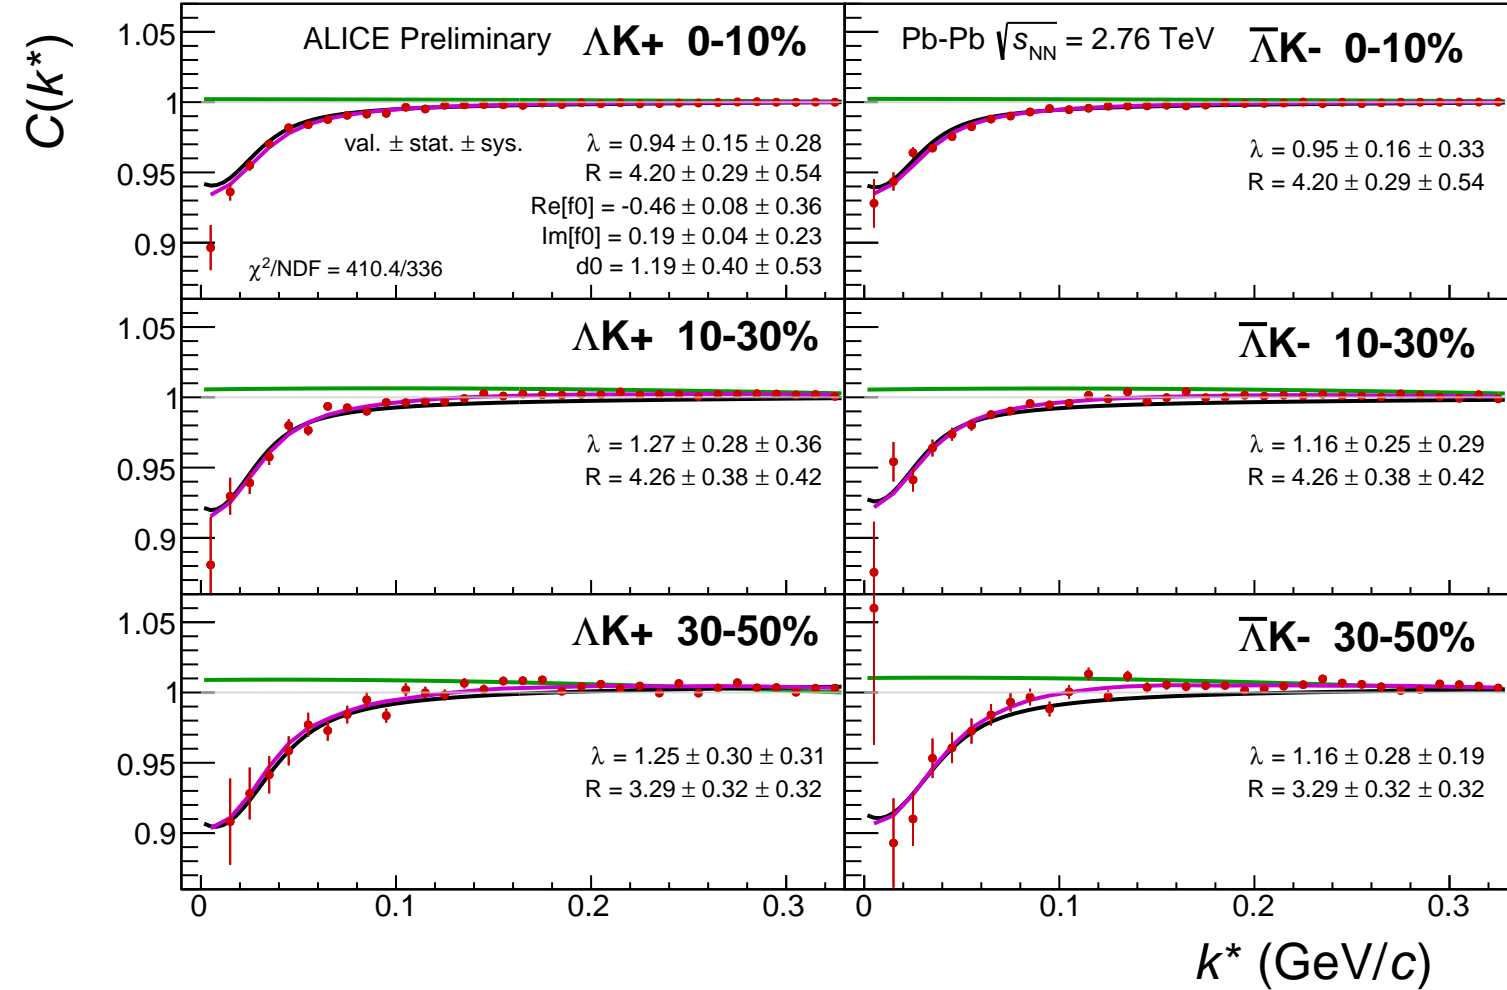 C(k*)
ALICE Preliminary ΛK+ 0-10%
val. ± stat. ± sys.
λ = 0.94 ± 0.15 ± 0.28
R = 4.20 ± 0.29 ± 0.54
Re[f0] = -0.46 ± 0.08 ± 0.36
Im[f0] = 0.19 ± 0.04 ± 0.23
d0 = 1.19 ± 0.40 ± 0.53
χ²/NDF = 410.4/336
1.05
1
0.95
0.9
Pb-Pb √sNN = 2.76 TeV Λ̅K- 0-10%
λ = 0.95 ± 0.16 ± 0.33
R = 4.20 ± 0.29 ± 0.54
ΛK+ 10-30%
λ = 1.27 ± 0.28 ± 0.36
R = 4.26 ± 0.38 ± 0.42
1.05
1
0.95
0.9
Λ̅K- 10-30%
λ = 1.16 ± 0.25 ± 0.29
R = 4.26 ± 0.38 ± 0.42
ΛK+ 30-50%
λ = 1.25 ± 0.30 ± 0.31
R = 3.29 ± 0.32 ± 0.32
1.05
1
0.95
0.9
Λ̅K- 30-50%
λ = 1.16 ± 0.28 ± 0.19
R = 3.29 ± 0.32 ± 0.32
0 0.1 0.2 0.3
0 0.1 0.2 0.3
k* (GeV/c)